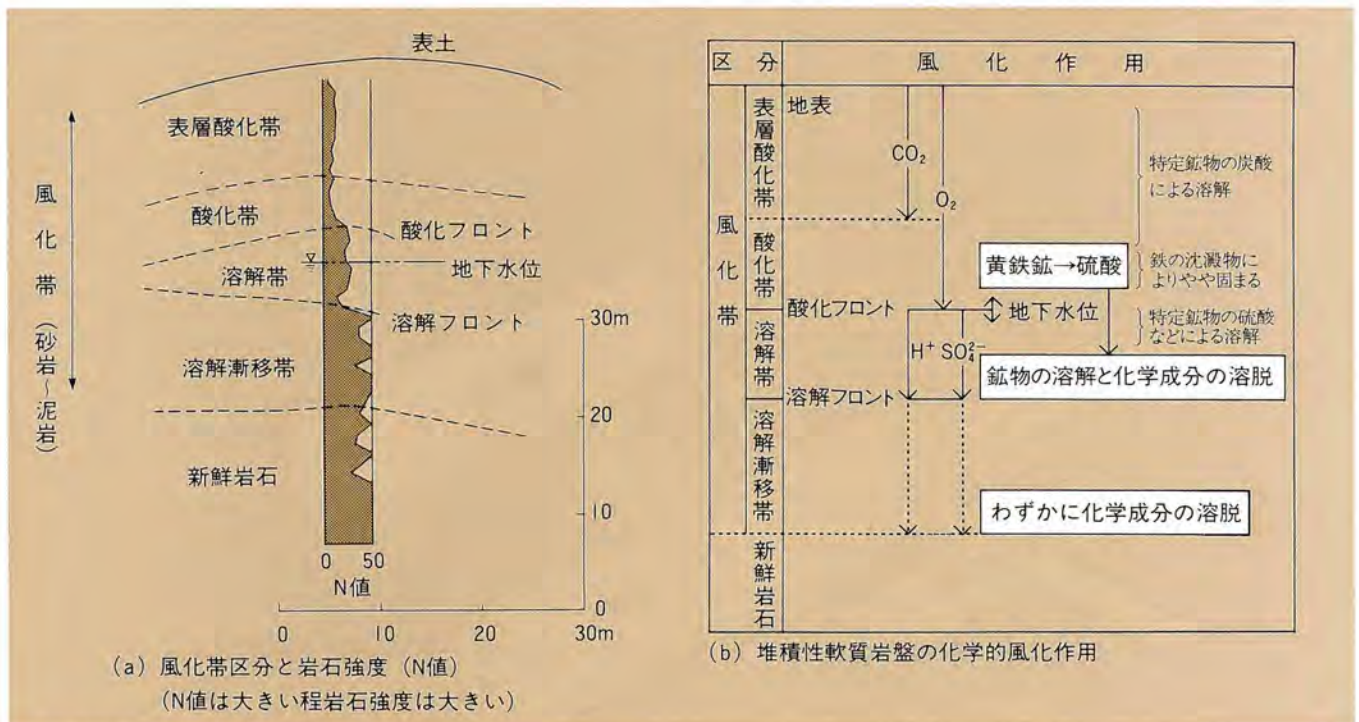 表土
表層酸化帯
酸化帯
酸化フロント
溶解帯
地下水位
溶解フロント
溶解漸移帯
新鮮岩石
風化帯(砂岩～泥岩)
30m
20
10
0
0 50
N値
0 10 20 30m
(a) 風化帯区分と岩石強度 (N値)
(N値は大きい程岩石強度は大きい)
区分 風化作用
風化帯
表層酸化帯
地表
CO₂
O₂
特定鉱物の炭酸
による溶解
酸化帯
黄鉄鉱→硫酸
鉄の沈澱物に
よりやや固まる
酸化フロント
地下水位
溶解帯
H⁺ SO₄²⁻
特定鉱物の硫酸
などによる溶解
鉱物の溶解と化学成分の溶脱
溶解フロント
溶解漸移帯
わずかに化学成分の溶脱
新鮮岩石
(b) 堆積性軟質岩盤の化学的風化作用